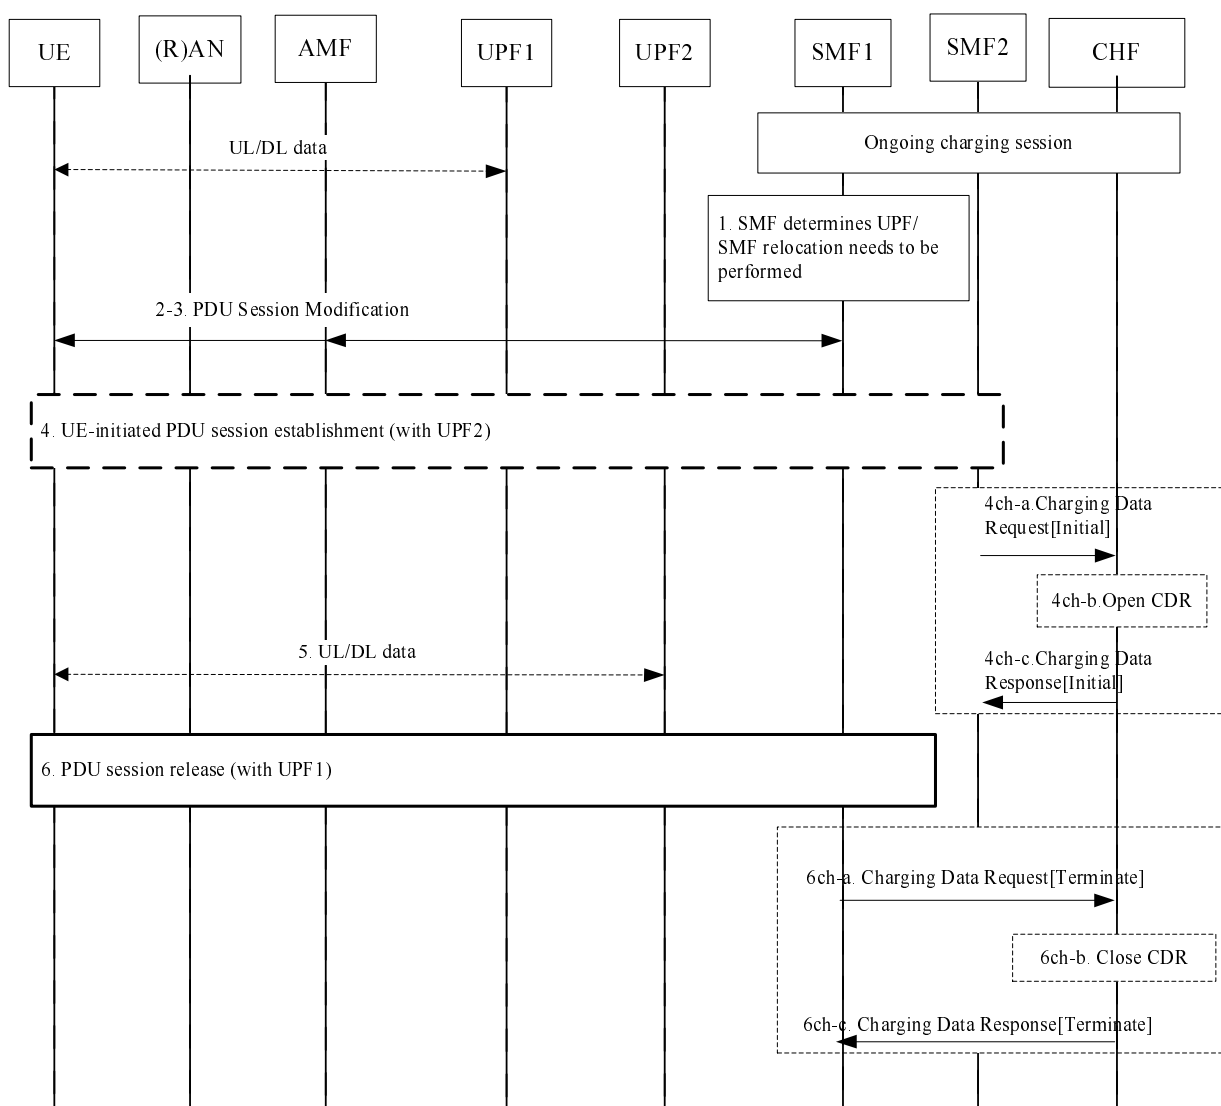 UE
(R)AN
AMF
UPF1
UPF2
SMF1
SMF2
CHF
Ongoing charging session
UL/DL data
1. SMF determines UPF/
SMF relocation needs to be
performed
2-3. PDU Session Modification
4. UE-initiated PDU session establishment (with UPF2)
4ch-a.Charging Data
Request[Initial]
4ch-b.Open CDR
5. UL/DL data
4ch-c.Charging Data
Response[Initial]
6. PDU session release (with UPF1)
6ch-a. Charging Data Request[Terminate]
6ch-b. Close CDR
6ch-c. Charging Data Response[Terminate]